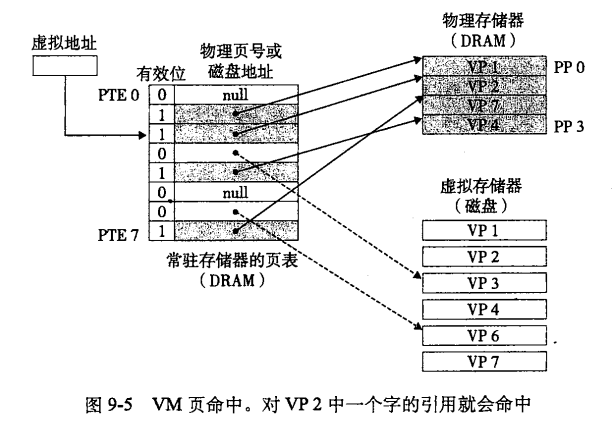 虚拟地址
物理页号或
磁盘地址
有效位
PTE 0
0
null
1
1
0
1
0
null
0
PTE 7
1
常驻存储器的页表
（DRAM）
物理存储器
（DRAM）
VP 1
PP 0
VP 2
VP 7
VP 4
PP 3
虚拟存储器
（磁盘）
VP 1
VP 2
VP 3
VP 4
VP 6
VP 7
图 9-5 VM 页命中。对 VP 2 中一个字的引用就会命中